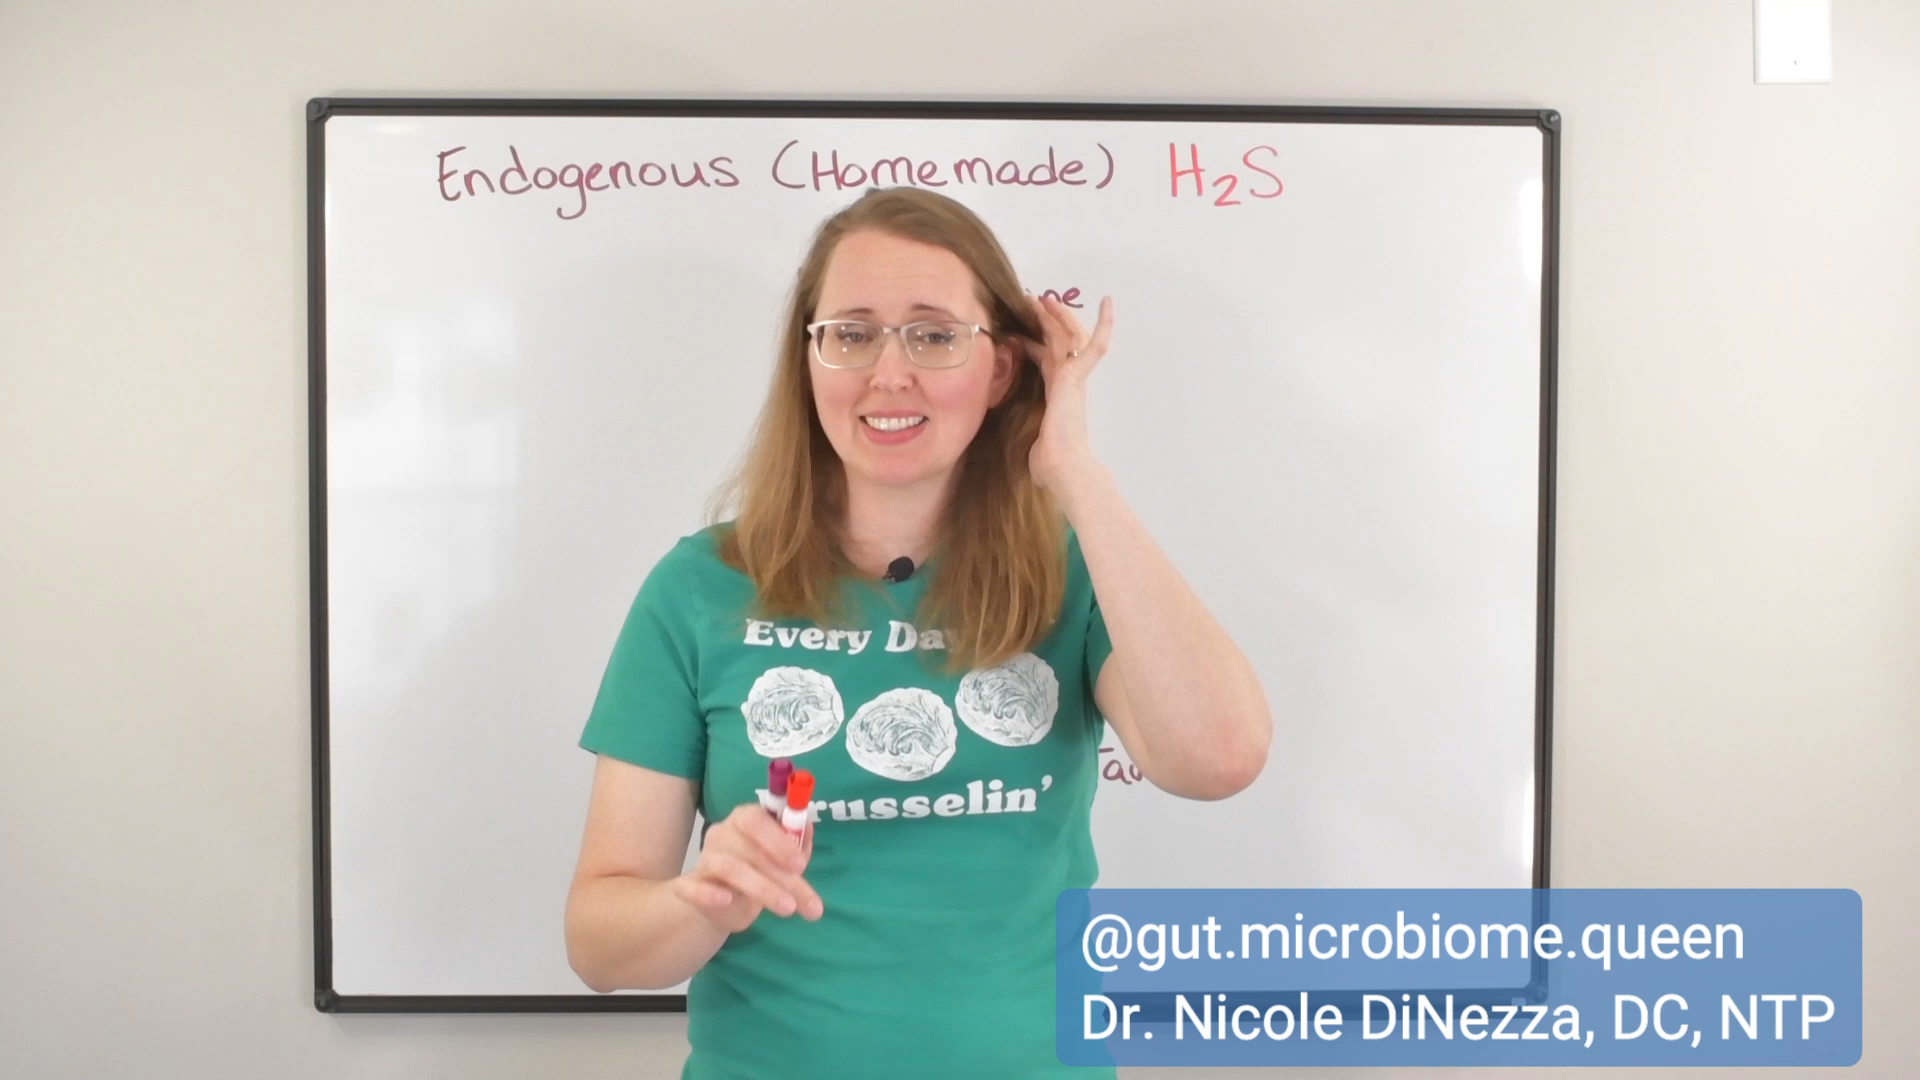 Endogenous (Homemade) H₂S
Every Day
russelin'
@gut.microbiome.queen
Dr. Nicole DiNezza, DC, NTP